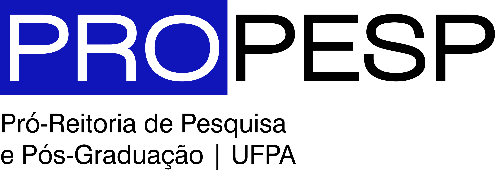 PROPESP
Pró-Reitoria de Pesquisa
e Pós-Graduação | UFPA